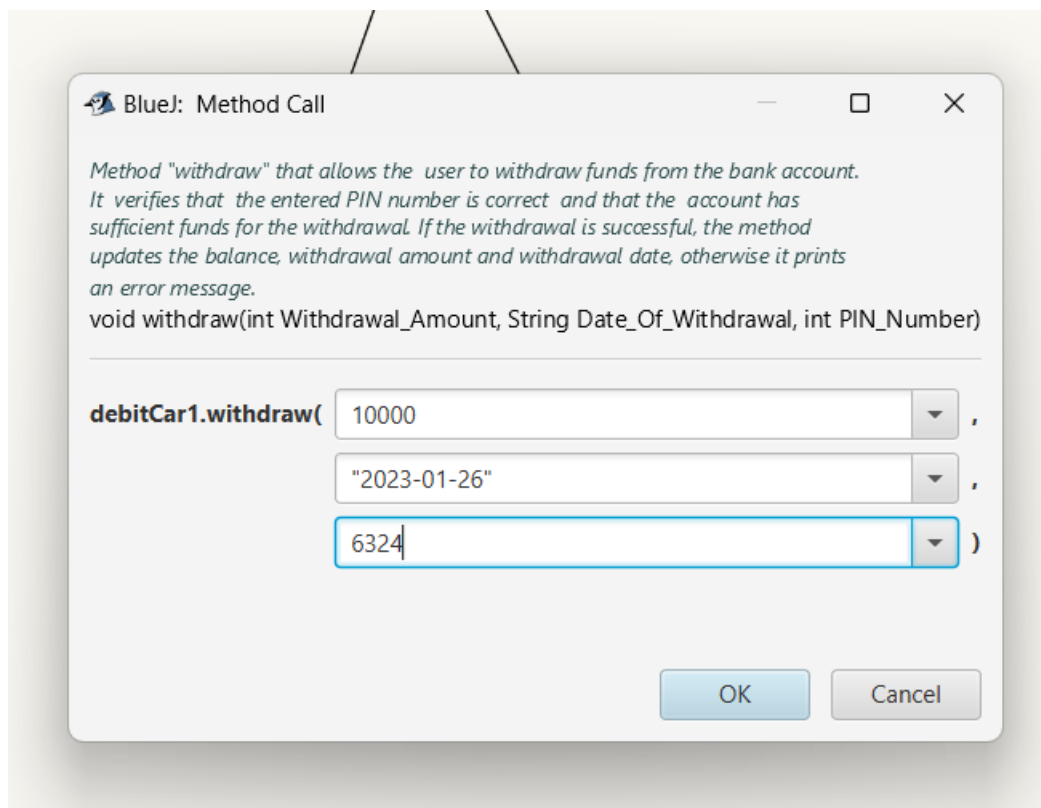 BlueJ: Method Call
Method "withdraw" that allows the user to withdraw funds from the bank account.
It verifies that the entered PIN number is correct and that the account has
sufficient funds for the withdrawal. If the withdrawal is successful, the method
updates the balance, withdrawal amount and withdrawal date, otherwise it prints
an error message.
void withdraw(int Withdrawal_Amount, String Date_Of_Withdrawal, int PIN_Number)
debitCar1.withdraw( 10000 ,
"2023-01-26" ,
6324 )
OK Cancel